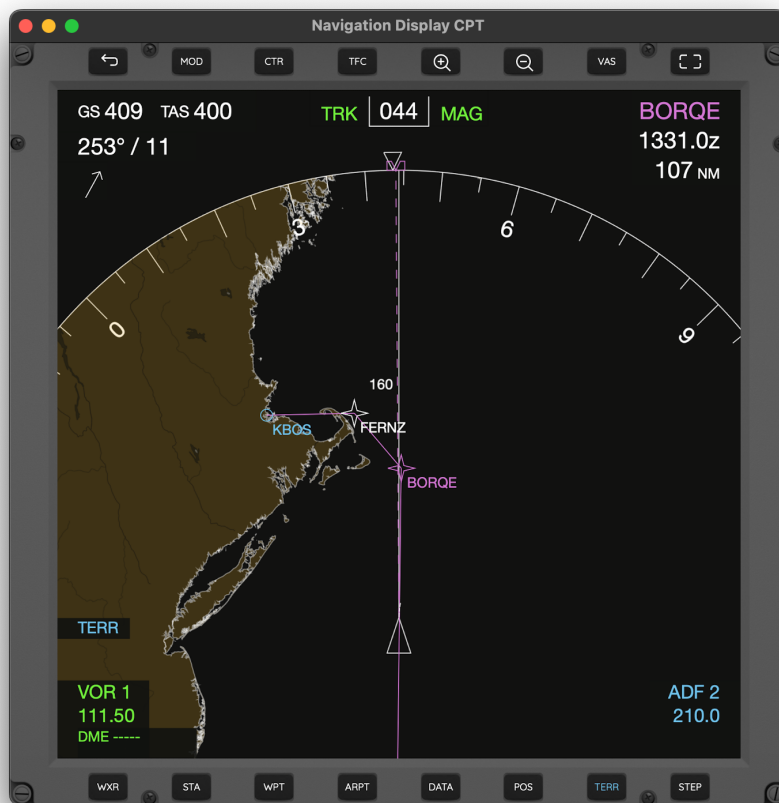 Navigation Display CPT
MOD CTR TFC VAS
GS 409 TAS 400 TRK 044 MAG BORQE
253° / 11 1331.0z
107 NM
3
6
0
9
160
KBOS FERNZ
BORQE
TERR
VOR 1 ADF 2
111.50 210.0
DME -----
WXR STA WPT ARPT DATA POS TERR STEP